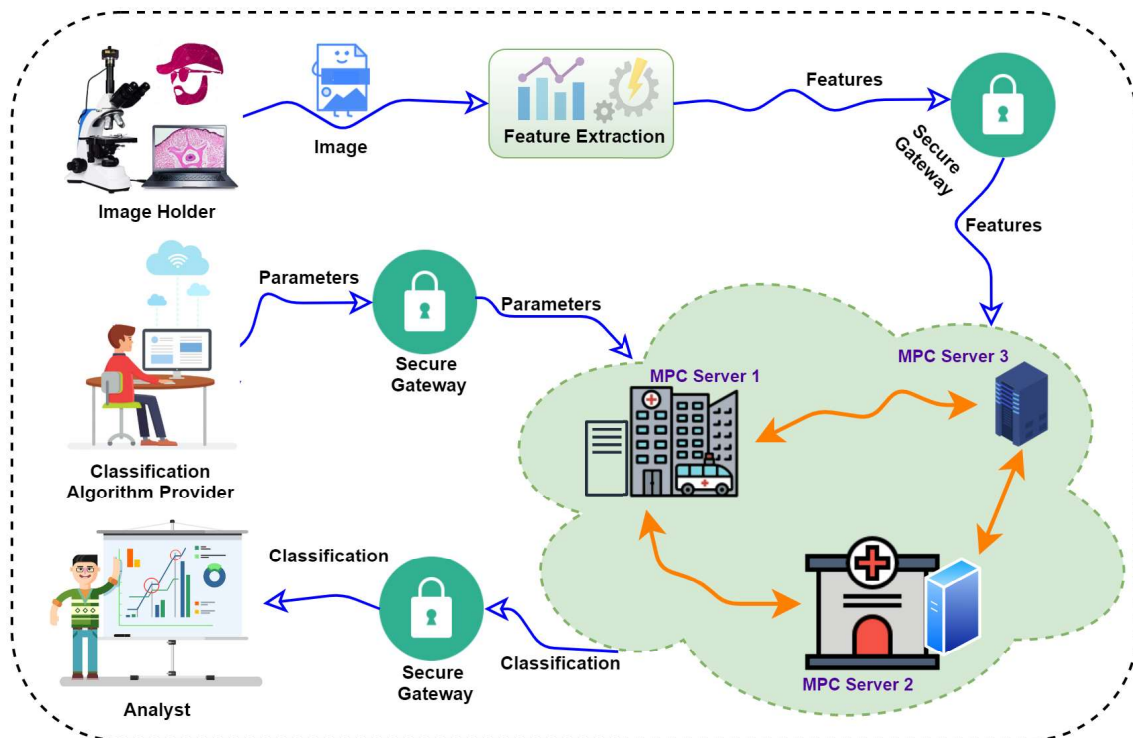 Image
Feature Extraction
Features
Secure
Gateway
Image Holder
Features
Parameters
Parameters
Secure
Gateway
Classification
Algorithm Provider
MPC Server 1
MPC Server 3
MPC Server 2
Classification
Classification
Secure
Gateway
Analyst